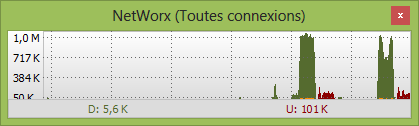 NetWorx (Toutes connexions)
x
1,0 M
717 K
384 K
50 K
D: 5,6 K U: 101 K